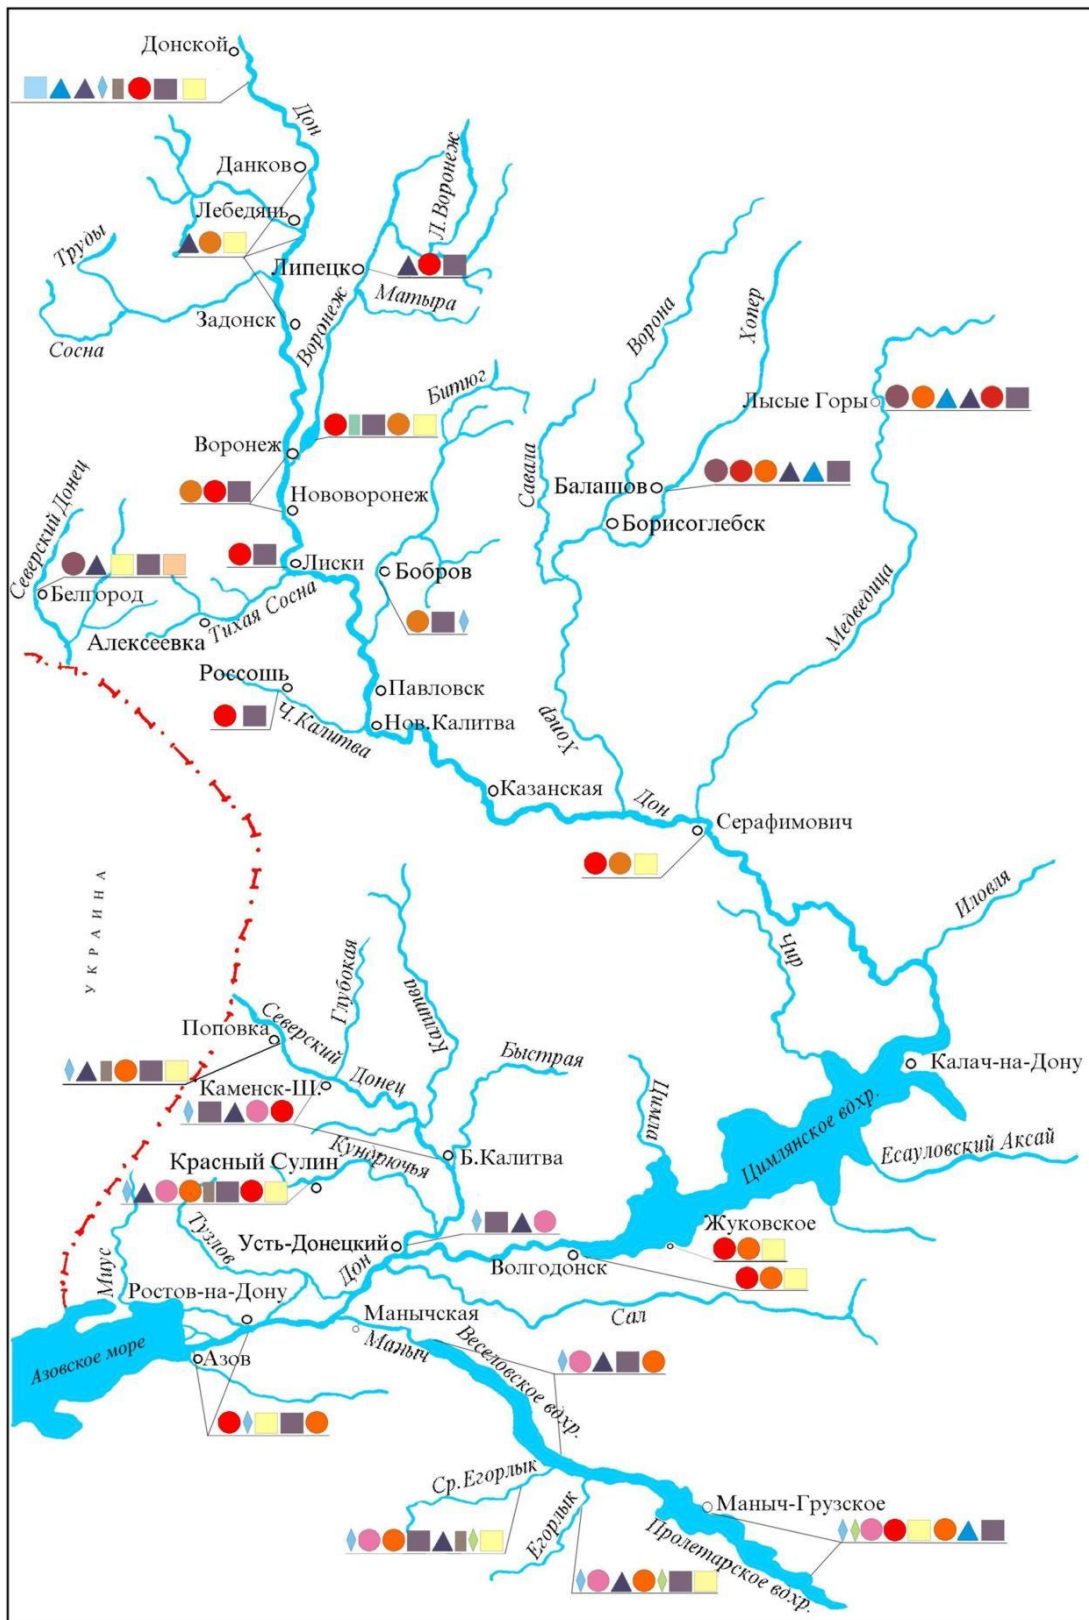 Донской
Дон
Данков
Л.Воронеж
Лебедянь
Труды
Липецк
Матыра
Ворона
Хопер
Задонск
Воронеж
Сосна
Битюг
Лысые Горы
Воронеж
Савала
Северский Донец
Нововоронеж
Балашов
Борисоглебск
Лиски
Бобров
Белгород
Тихая Сосна
Медведица
Алексеевка
Россошь
Павловск
Ч.Калитва
Нов.Калитва
Хопер
Казанская
Дон
Серафимович
УКРАИНА
Иловля
Чир
Глубокая
Калитва
Северский
Поповка
Быстрая
Калач-на-Дону
Донец
Каменск-Ш.
Цимла
Цимлянское вдхр.
Кундрючья
Б.Калитва
Есауловский Аксай
Красный Сулин
Тузлов
Жуковское
Усть-Донецкий
Волгодонск
Миус
Дон
Ростов-на-Дону
Манычская
Сал
Маныч
Азовское море
Азов
Веселовское вдхр.
Ср.Егорлык
Егорлык
Маныч-Грузское
Пролетарское вдхр.